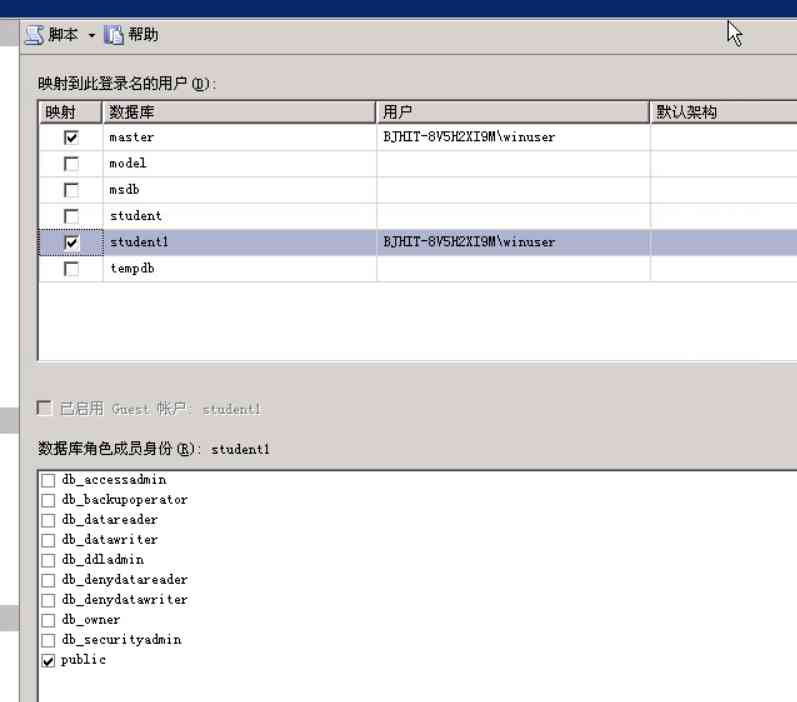 脚本 帮助
映射到此登录名的用户(D):
映射 数据库 用户 默认架构
master BJHIT-8V5H2XI9M\winuser
model
msdb
student
student1 BJHIT-8V5H2XI9M\winuser
tempdb
已启用 Guest 帐户: student1
数据库角色成员身份(R): student1
db_accessadmin
db_backupoperator
db_datareader
db_datawriter
db_ddladmin
db_denydatareader
db_denydatawriter
db_owner
db_securityadmin
public